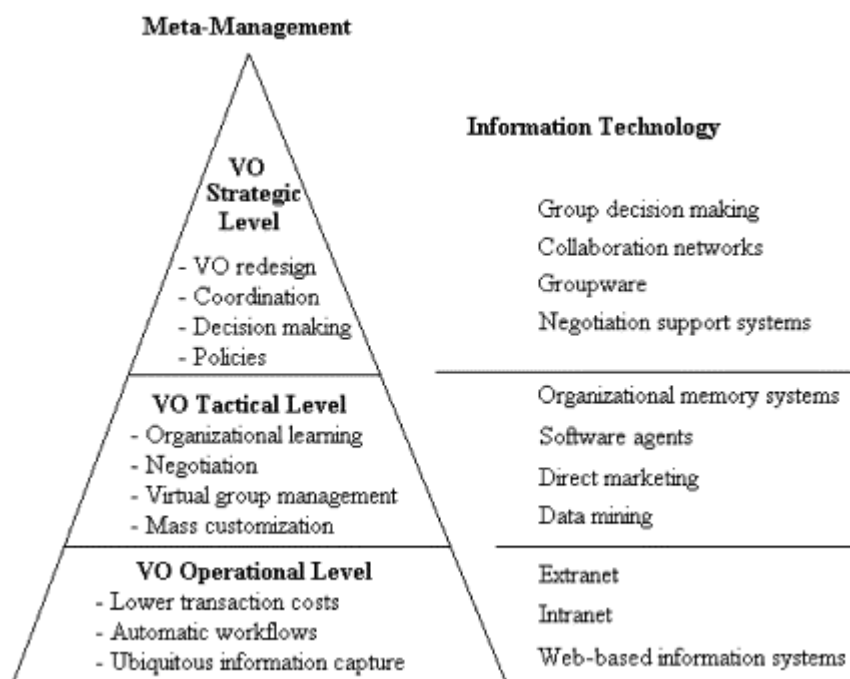 Meta-Management
Information Technology
VO
Strategic
Level
- VO redesign
- Coordination
- Decision making
- Policies
Group decision making
Collaboration networks
Groupware
Negotiation support systems
VO Tactical Level
- Organizational learning
- Negotiation
- Virtual group management
- Mass customization
Organizational memory systems
Software agents
Direct marketing
Data mining
VO Operational Level
- Lower transaction costs
- Automatic workflows
- Ubiquitous information capture
Extranet
Intranet
Web-based information systems